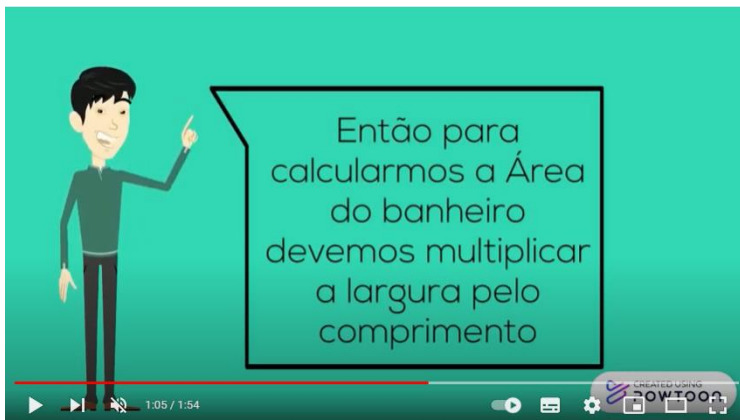 Então para
calcularmos a Área
do banheiro
devemos multiplicar
a largura pelo
comprimento
CREATED USING
POWTOON
1:05 / 1:54